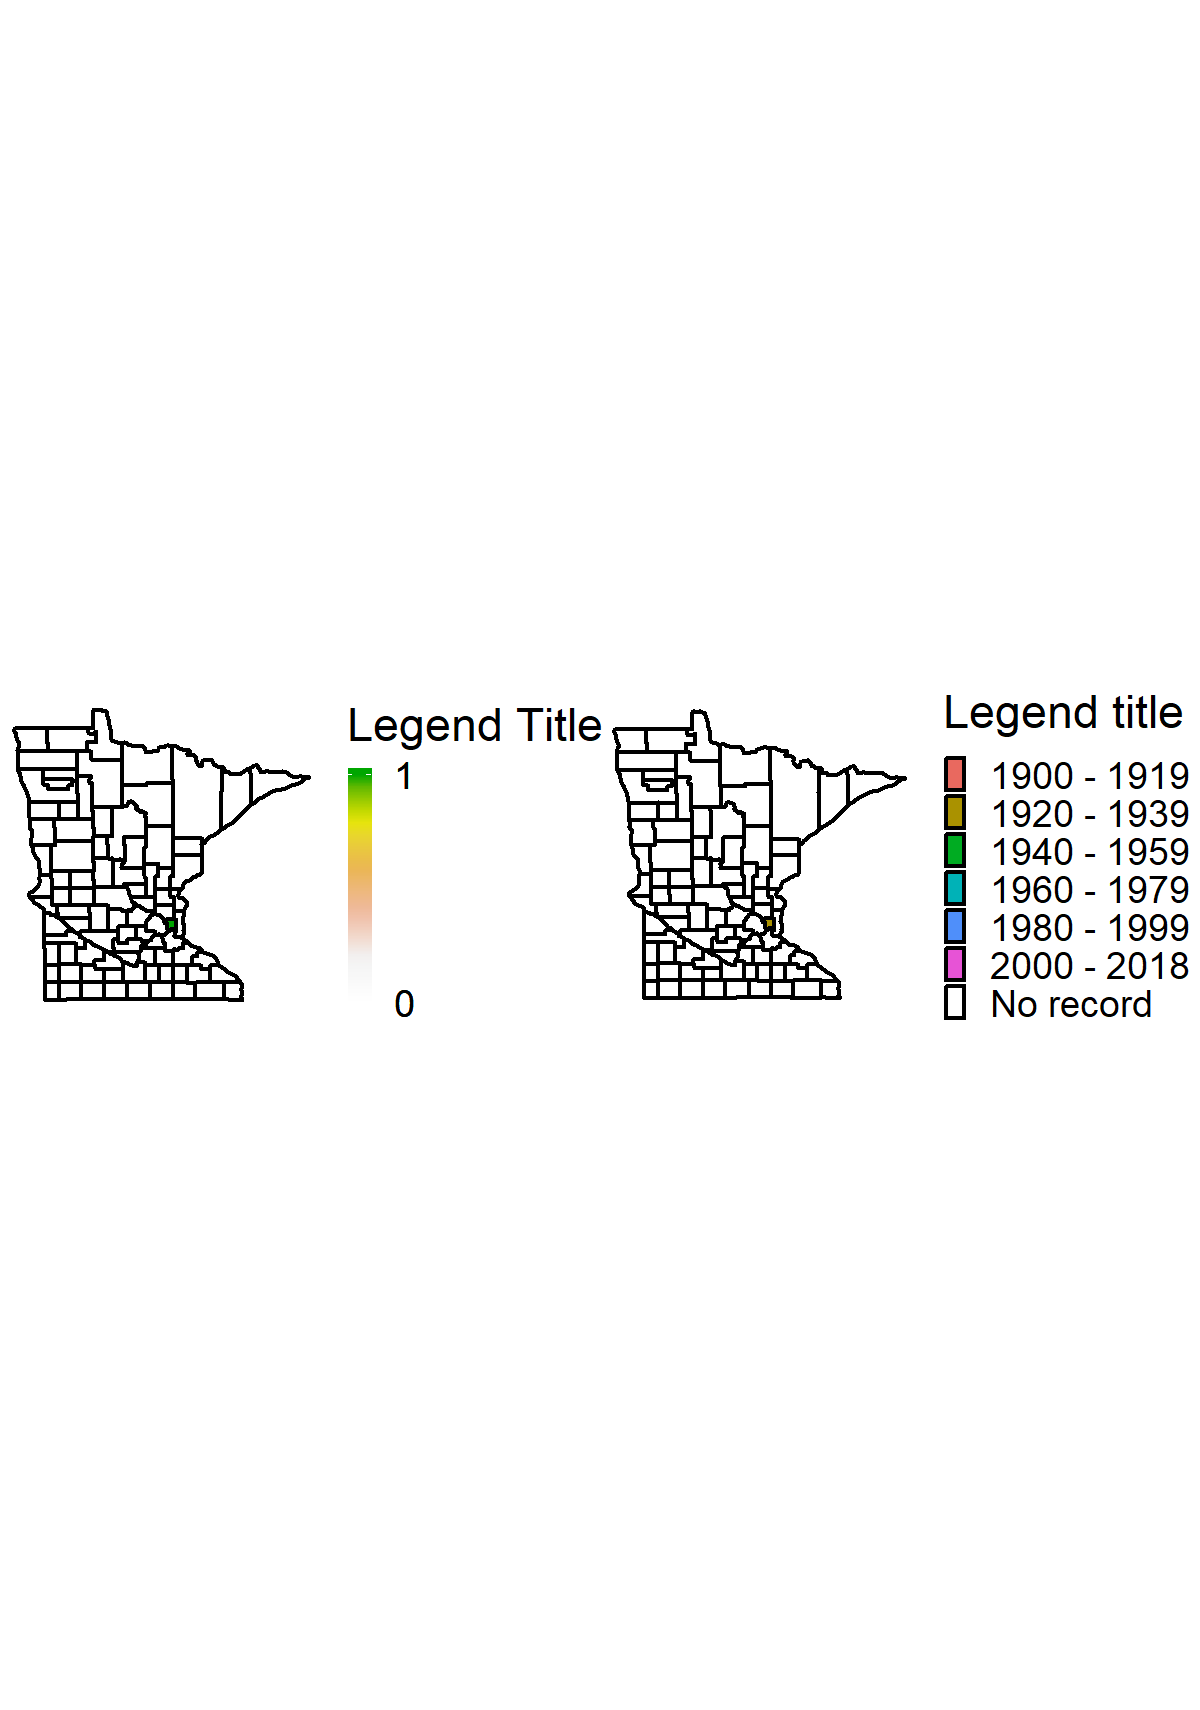 Legend Title
1
0
Legend title
1900 - 1919
1920 - 1939
1940 - 1959
1960 - 1979
1980 - 1999
2000 - 2018
No record